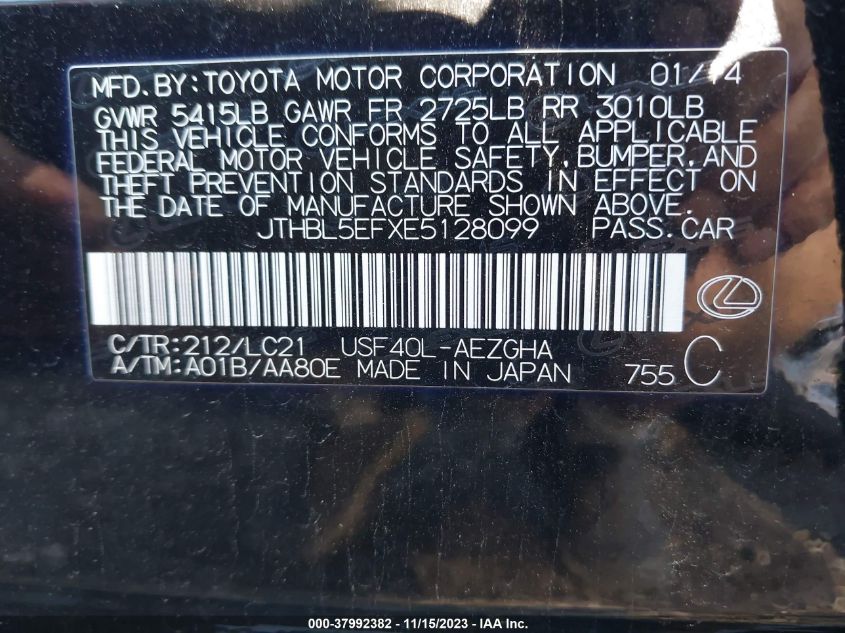 MFD. BY: TOYOTA MOTOR CORPORATION 01/14
GVWR 5415LB GAWR FR 2725LB RR 3010LB
THIS VEHICLE CONFORMS TO ALL APPLICABLE
FEDERAL MOTOR VEHICLE SAFETY, BUMPER, AND
THEFT PREVENTION STANDARDS IN EFFECT ON
THE DATE OF MANUFACTURE SHOWN ABOVE.
JTHBL5EFXE5128099 PASS. CAR
C/TR: 212/LC21 USF40L-AEZGHA
A/TM: A01B/AA80E MADE IN JAPAN 755 C
000-37992382 - 11/15/2023 - IAA Inc.